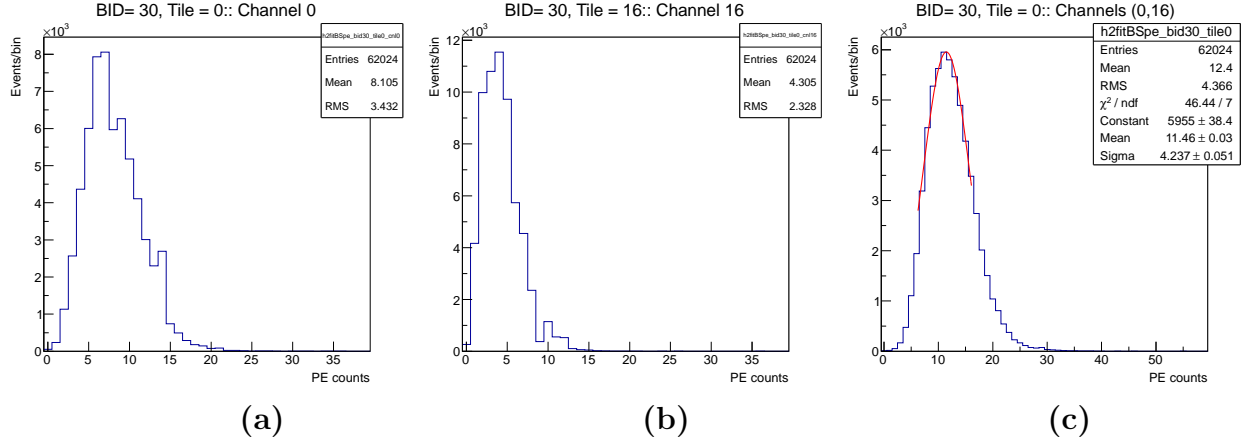 BID= 30, Tile = 0:: Channel 0
×10³
Events/bin
8
7
6
5
4
3
2
1
0
0 5 10 15 20 25 30 35
PE counts
h2fitBSpe_bid30_tile0_cnl0
Entries 62024
Mean 8.105
RMS 3.432
(a)
BID= 30, Tile = 16:: Channel 16
×10³
Events/bin
12
10
8
6
4
2
0
0 5 10 15 20 25 30 35
PE counts
h2fitBSpe_bid30_tile0_cnl16
Entries 62024
Mean 4.305
RMS 2.328
(b)
BID= 30, Tile = 0:: Channels (0,16)
×10³
Events/bin
6
5
4
3
2
1
0
0 10 20 30 40 50
PE counts
h2fitBSpe_bid30_tile0
Entries 62024
Mean 12.4
RMS 4.366
χ² / ndf 46.44 / 7
Constant 5955 ± 38.4
Mean 11.46 ± 0.03
Sigma 4.237 ± 0.051
(c)